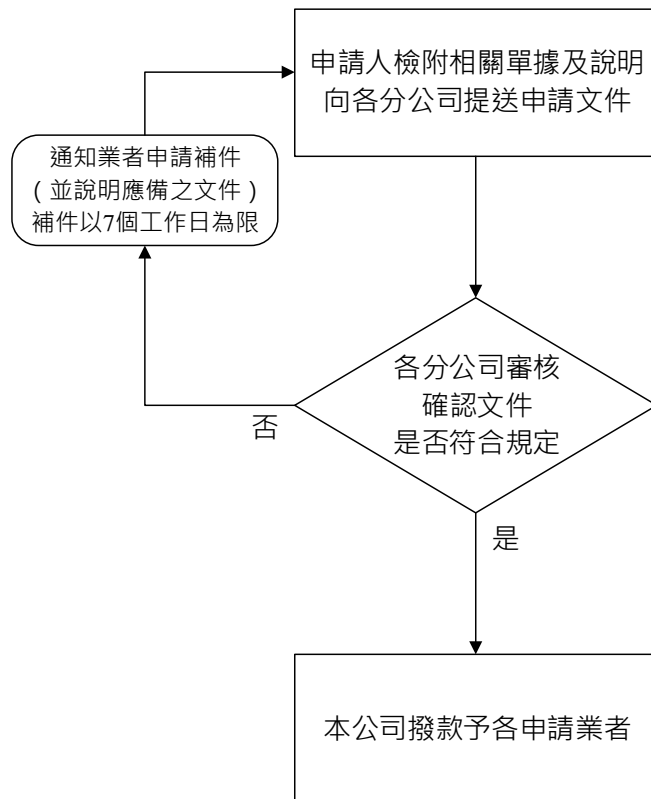 申請人檢附相關單據及說明
向各分公司提送申請文件
通知業者申請補件
（並說明應備之文件）
補件以7個工作日為限
各分公司審核
確認文件
是否符合規定
否
是
本公司撥款予各申請業者